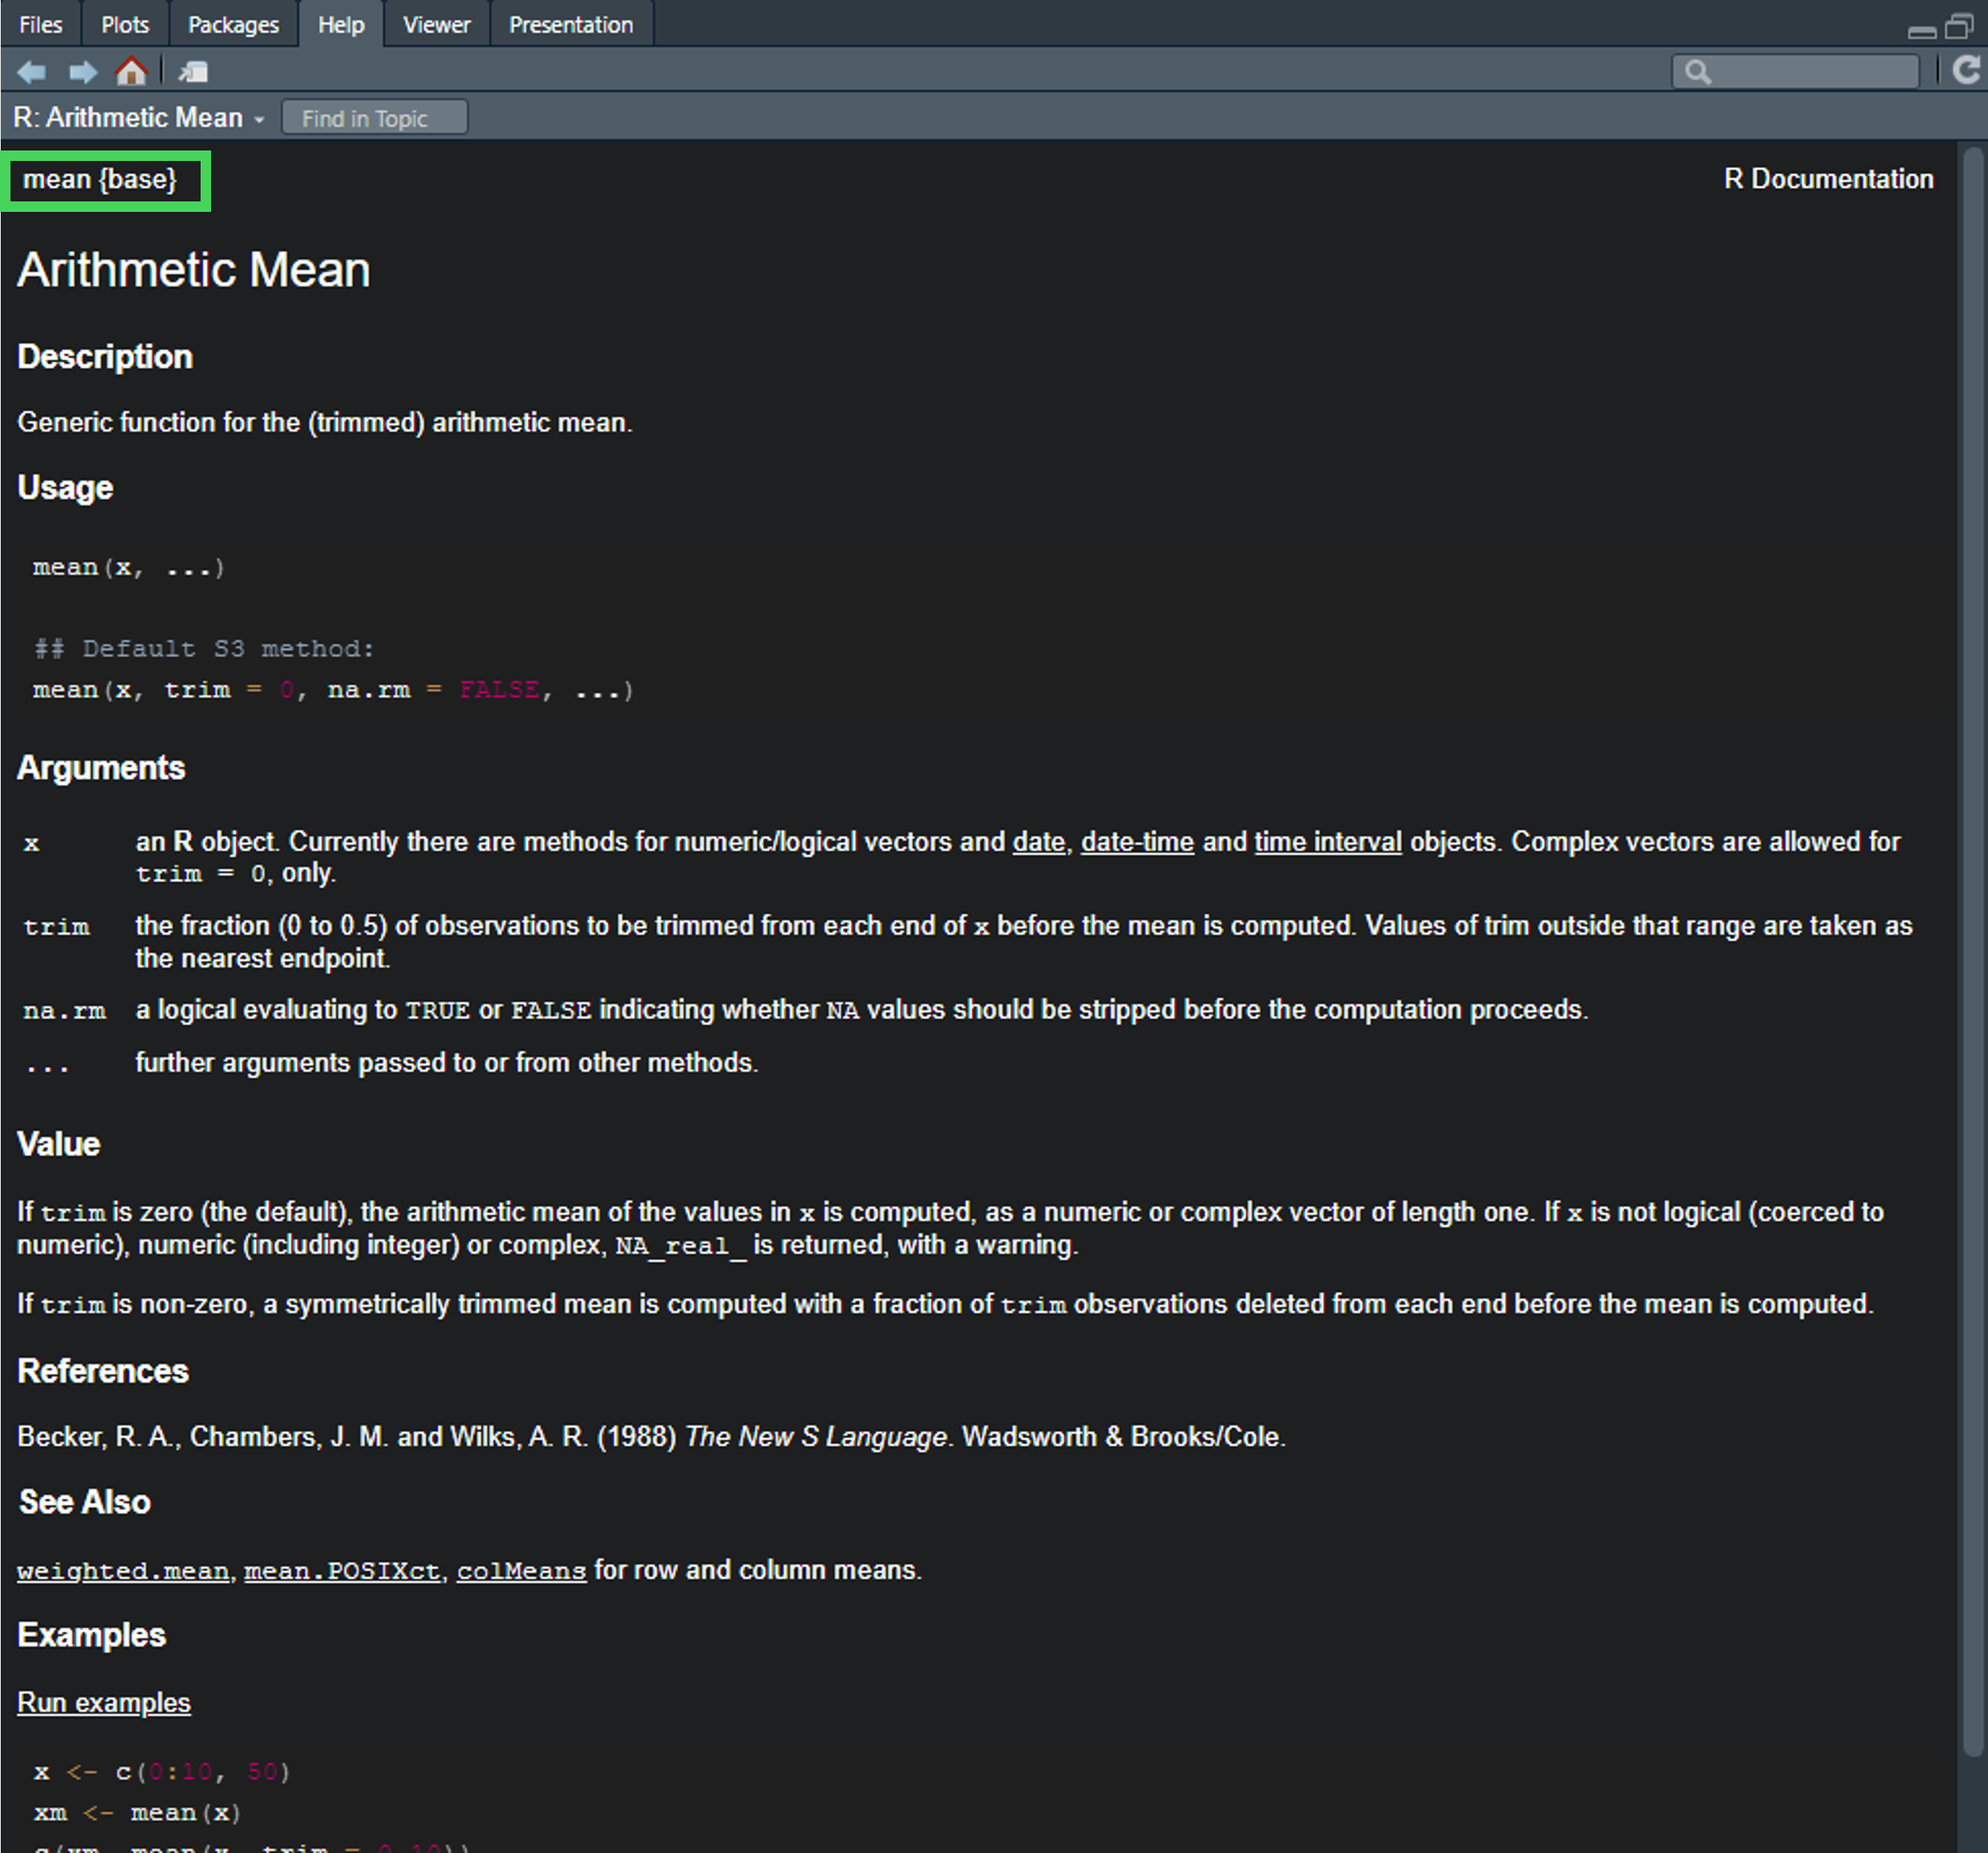 Files Plots Packages Help Viewer Presentation
R: Arithmetic Mean Find in Topic
mean {base} R Documentation
Arithmetic Mean
Description
Generic function for the (trimmed) arithmetic mean.
Usage
mean(x, ...)
## Default S3 method:
mean(x, trim = 0, na.rm = FALSE, ...)
Arguments
x an R object. Currently there are methods for numeric/logical vectors and date, date-time and time interval objects. Complex vectors are allowed for
trim = 0, only.
trim the fraction (0 to 0.5) of observations to be trimmed from each end of x before the mean is computed. Values of trim outside that range are taken as
the nearest endpoint.
na.rm a logical evaluating to TRUE or FALSE indicating whether NA values should be stripped before the computation proceeds.
... further arguments passed to or from other methods.
Value
If trim is zero (the default), the arithmetic mean of the values in x is computed, as a numeric or complex vector of length one. If x is not logical (coerced to
numeric), numeric (including integer) or complex, NA_real_ is returned, with a warning.
If trim is non-zero, a symmetrically trimmed mean is computed with a fraction of trim observations deleted from each end before the mean is computed.
References
Becker, R. A., Chambers, J. M. and Wilks, A. R. (1988) The New S Language. Wadsworth & Brooks/Cole.
See Also
weighted.mean, mean.POSIXct, colMeans for row and column means.
Examples
Run examples
x <- c(0:10, 50)
xm <- mean(x)
c(xm, mean(x, trim = 0.10))